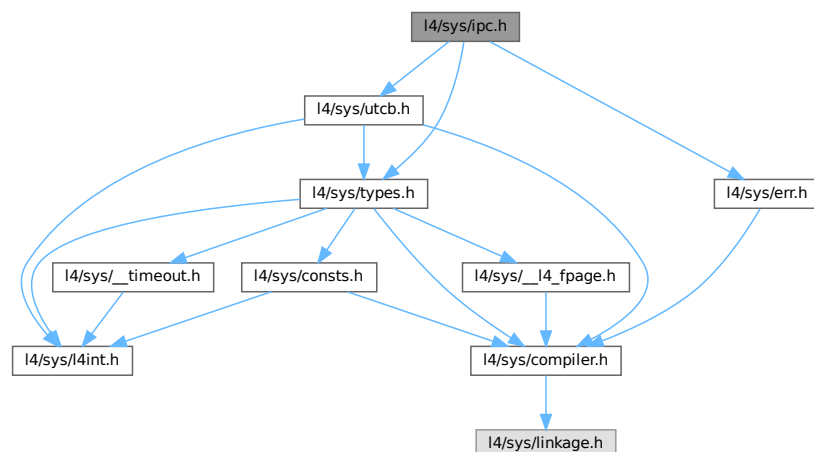 l4/sys/ipc.h
l4/sys/utcb.h
l4/sys/types.h
l4/sys/err.h
l4/sys/__timeout.h
l4/sys/consts.h
l4/sys/__l4_fpage.h
l4/sys/l4int.h
l4/sys/compiler.h
l4/sys/linkage.h